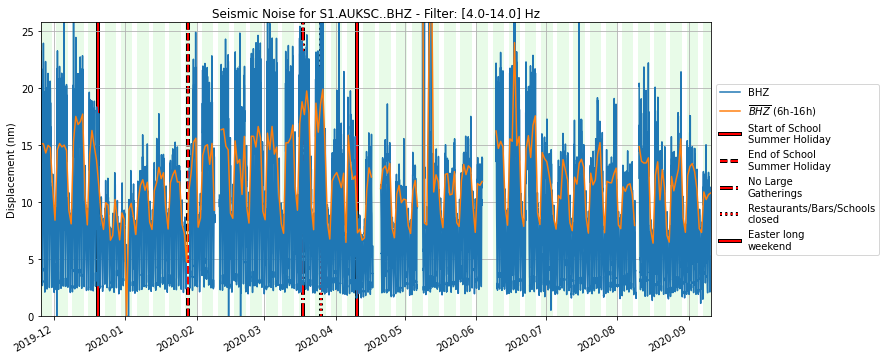 Seismic Noise for S1.AUKSC..BHZ - Filter: [4.0-14.0] Hz
25
20
15
10
5
0
Displacement (nm)
2019-12
2020-01
2020-02
2020-03
2020-04
2020-05
2020-06
2020-07
2020-08
2020-09
BHZ
BHZ (6h-16h)
Start of School
Summer Holiday
End of School
Summer Holiday
No Large
Gatherings
Restaurants/Bars/Schools
closed
Easter long
weekend